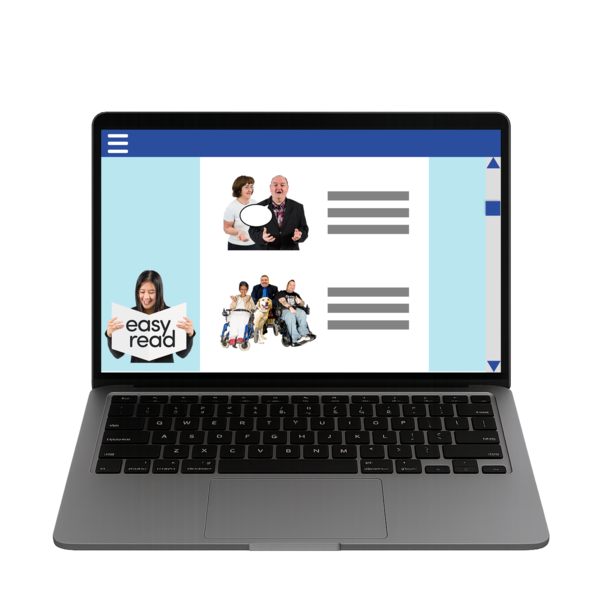 easy
read
Q W E R T Y U I O P
A S D F G H J K L
Z X C V B N M